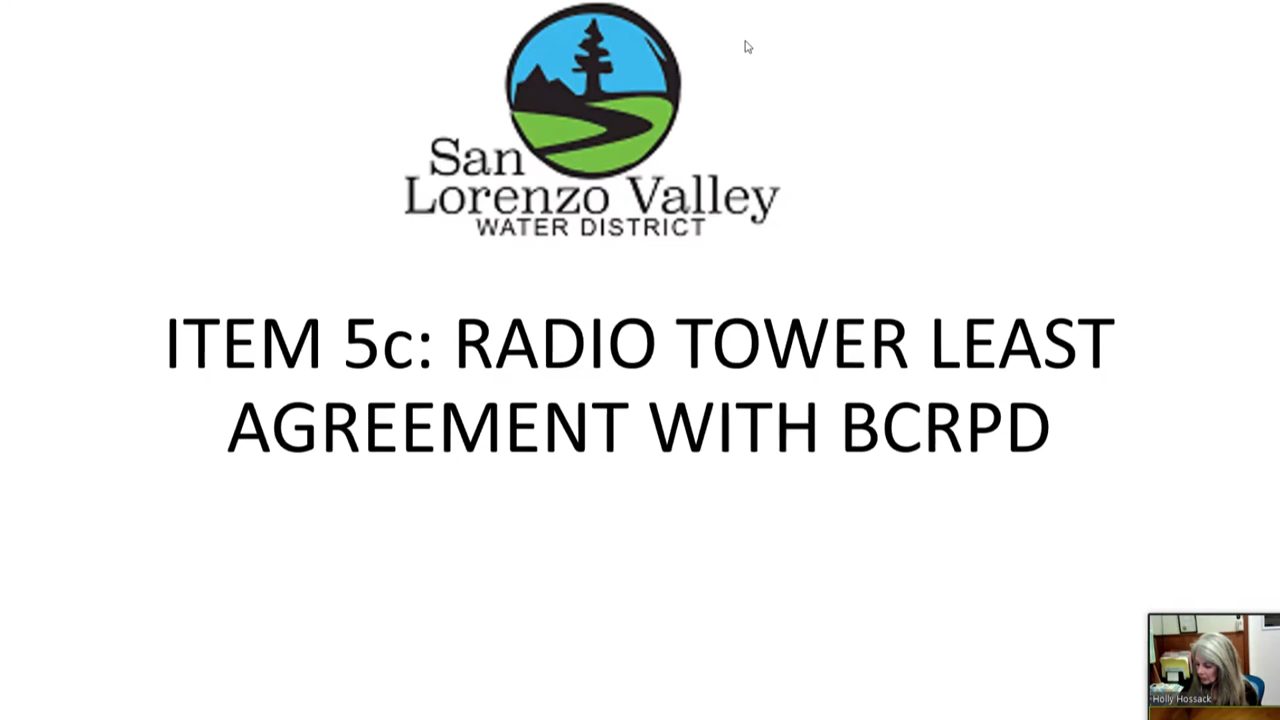 San
Lorenzo Valley
WATER DISTRICT
ITEM 5c: RADIO TOWER LEAST
AGREEMENT WITH BCRPD
Holly Hossack